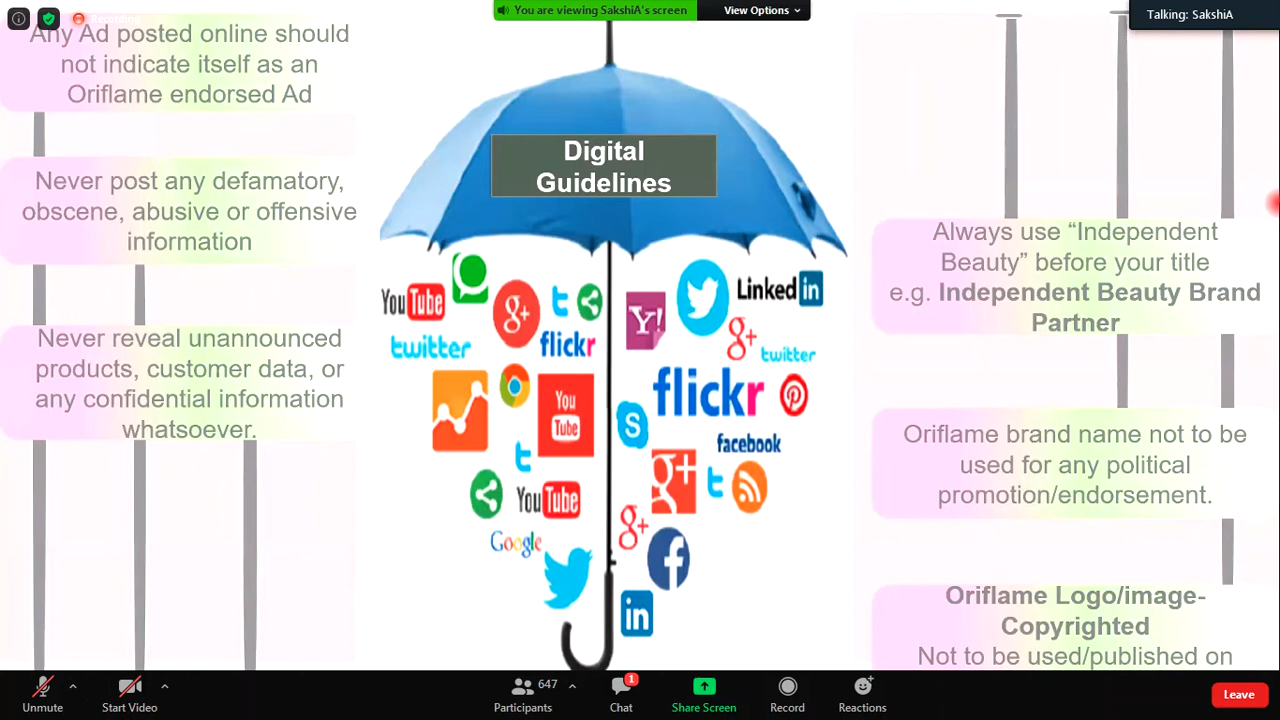 Recording
You are viewing SakshiA's screen
View Options
Talking: SakshiA
Any Ad posted online should
not indicate itself as an
Oriflame endorsed Ad
Never post any defamatory,
obscene, abusive or offensive
information
Never reveal unannounced
products, customer data, or
any confidential information
whatsoever.
Digital
Guidelines
YouTube
g+
t
Y!
Linked in
twitter
flickr
g+
twitter
You
Tube
S
flickr
facebook
t
g+
t
YouTube
Google
g+
f
in
Always use “Independent
Beauty” before your title
e.g. Independent Beauty Brand
Partner
Oriflame brand name not to be
used for any political
promotion/endorsement.
Oriflame Logo/image-
Copyrighted
Not to be used/published on
Unmute
Start Video
647
Participants
1
Chat
Share Screen
Record
Reactions
Leave